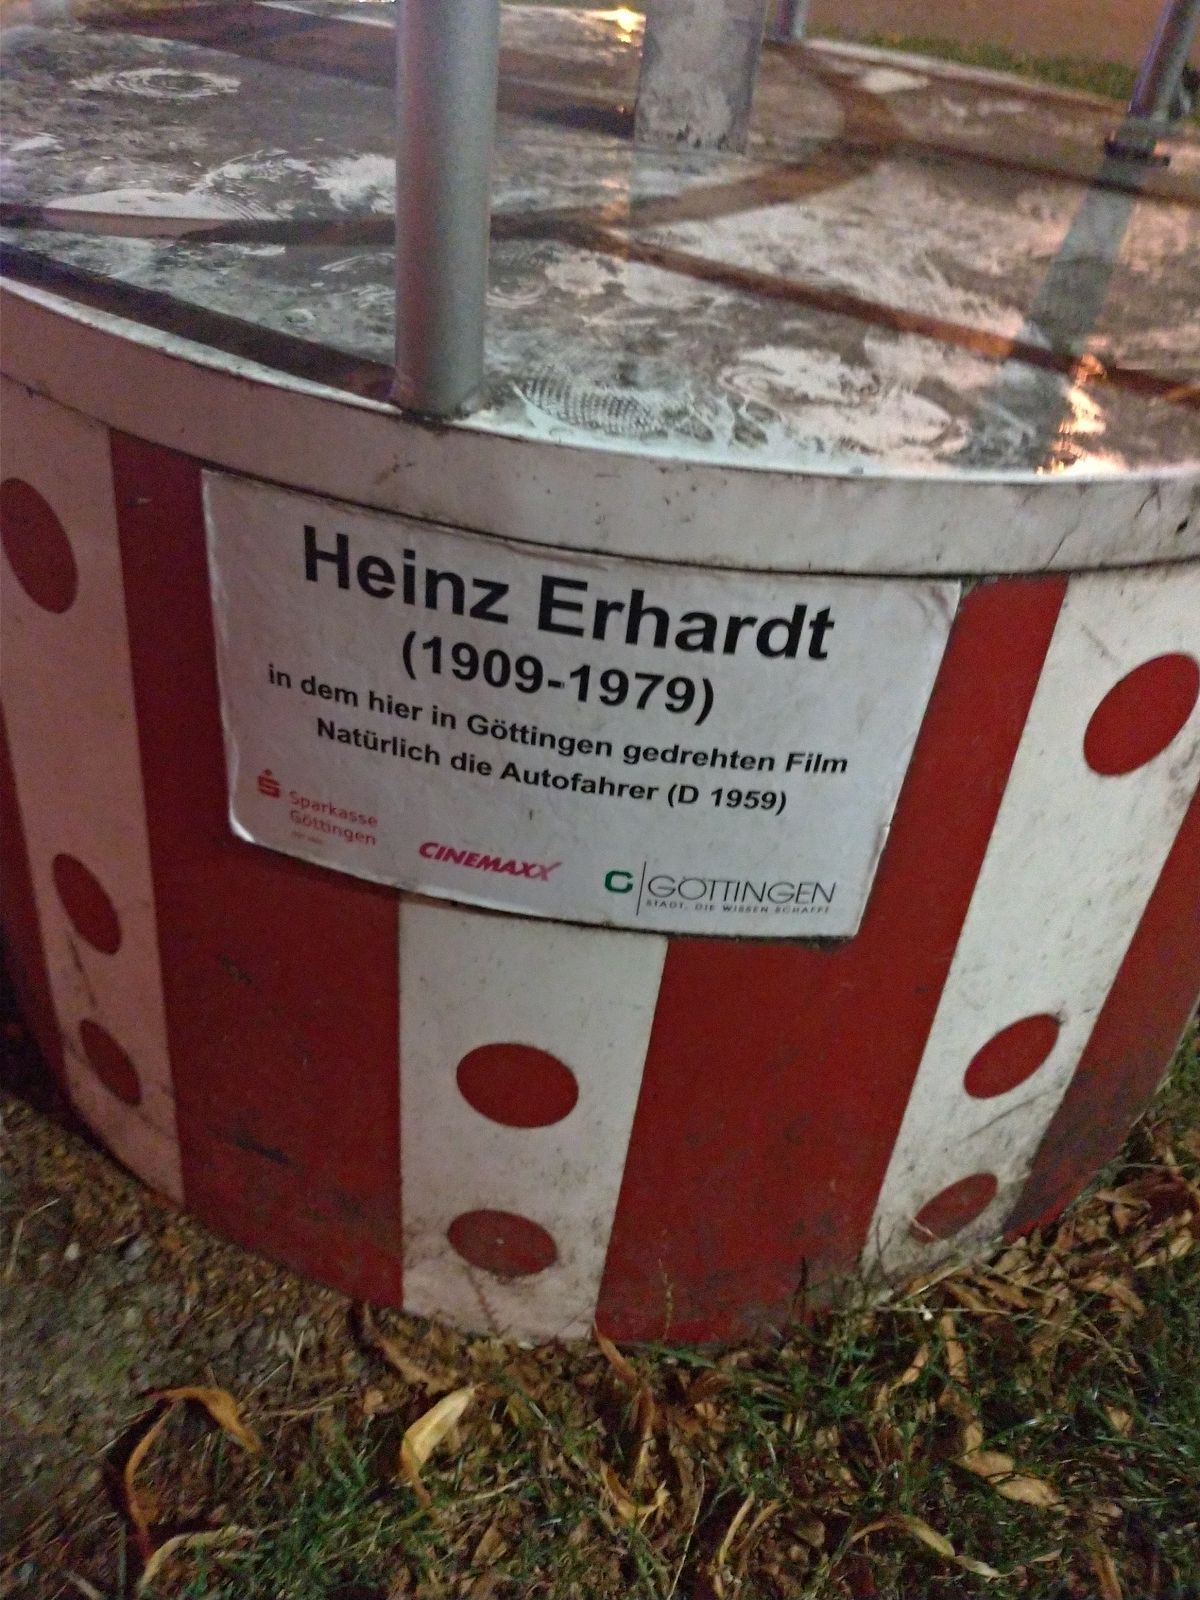 Heinz Erhardt
(1909-1979)
in dem hier in Göttingen gedrehten Film
Natürlich die Autofahrer (D 1959)
Sparkasse
Göttingen
CINEMAXX
GÖTTINGEN
STADT, DIE WISSEN SCHAFFT